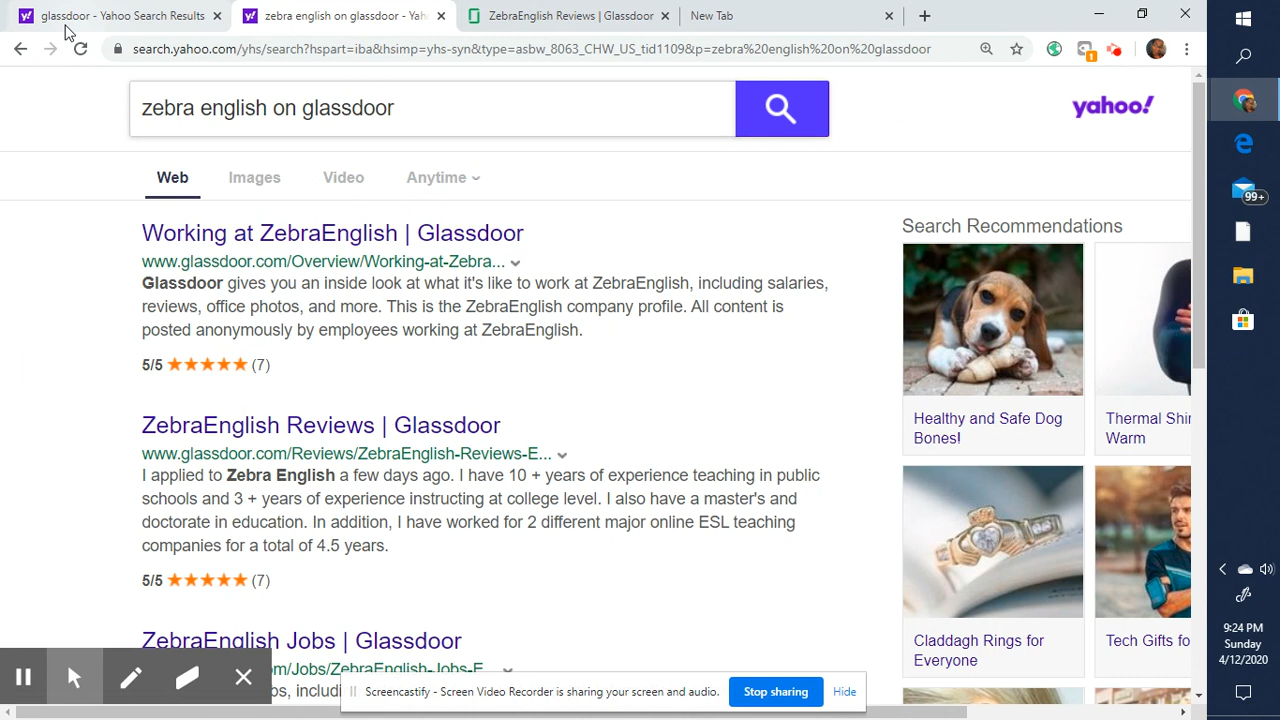 glassdoor - Yahoo Search Results
zebra english on glassdoor - Yah
ZebraEnglish Reviews | Glassdoor
New Tab
search.yahoo.com/yhs/search?hspart=iba&hsimp=yhs-syn&type=asbw_8063_CHW_US_tid1109&p=zebra%20english%20on%20glassdoor
1
zebra english on glassdoor
yahoo!
Web
Images
Video
Anytime
Working at ZebraEnglish | Glassdoor
www.glassdoor.com/Overview/Working-at-Zebra...
Glassdoor gives you an inside look at what it's like to work at ZebraEnglish, including salaries,
reviews, office photos, and more. This is the ZebraEnglish company profile. All content is
posted anonymously by employees working at ZebraEnglish.
5/5 (7)
ZebraEnglish Reviews | Glassdoor
www.glassdoor.com/Reviews/ZebraEnglish-Reviews-E...
I applied to Zebra English a few days ago. I have 10 + years of experience teaching in public
schools and 3 + years of experience instructing at college level. I also have a master's and
doctorate in education. In addition, I have worked for 2 different major online ESL teaching
companies for a total of 4.5 years.
5/5 (7)
ZebraEnglish Jobs | Glassdoor
om/Jobs/ZebraEnglish-Jobs-E...
Search Recommendations
Healthy and Safe Dog
Bones!
Thermal Shi
Warm
Claddagh Rings for
Everyone
Tech Gifts fo
Screencastify - Screen Video Recorder is sharing your screen and audio.
Stop sharing
Hide
99+
9:24 PM
Sunday
4/12/2020